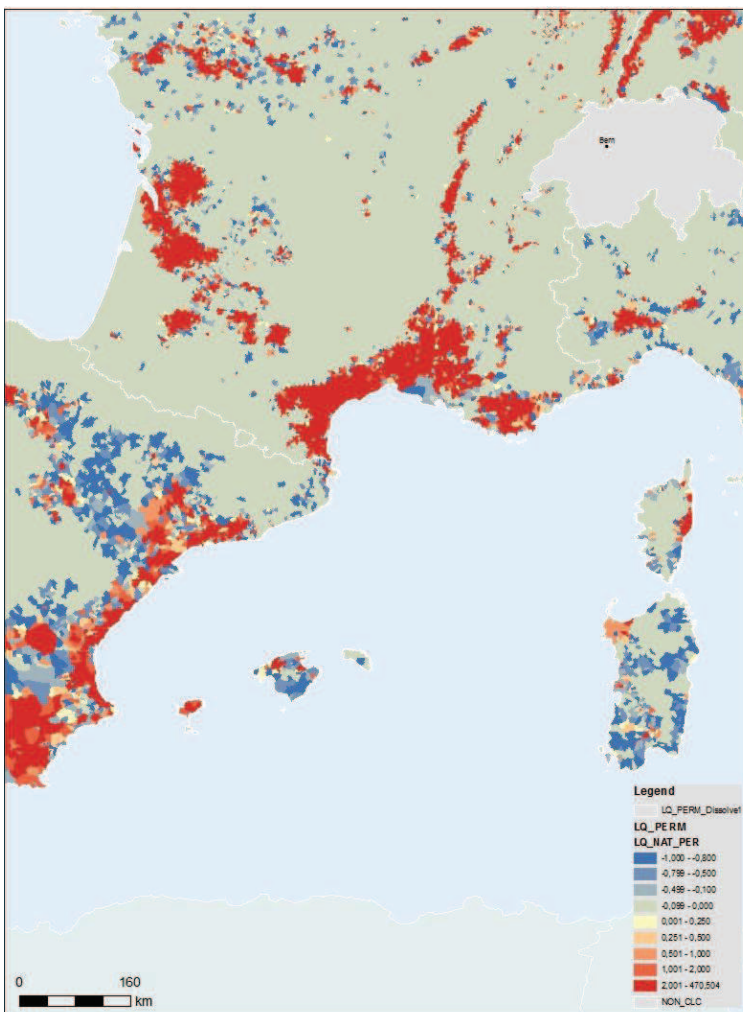 Bern
Legend
LQ_PERM_Dissolve1
LQ_PERM
LQ_NAT_PER
-1,000 - -0,800
-0,799 - -0,500
-0,499 - -0,100
-0,099 - 0,000
0,001 - 0,250
0,251 - 0,500
0,501 - 1,000
1,001 - 2,000
2,001 - 470,504
NON_CLC
0 160
km